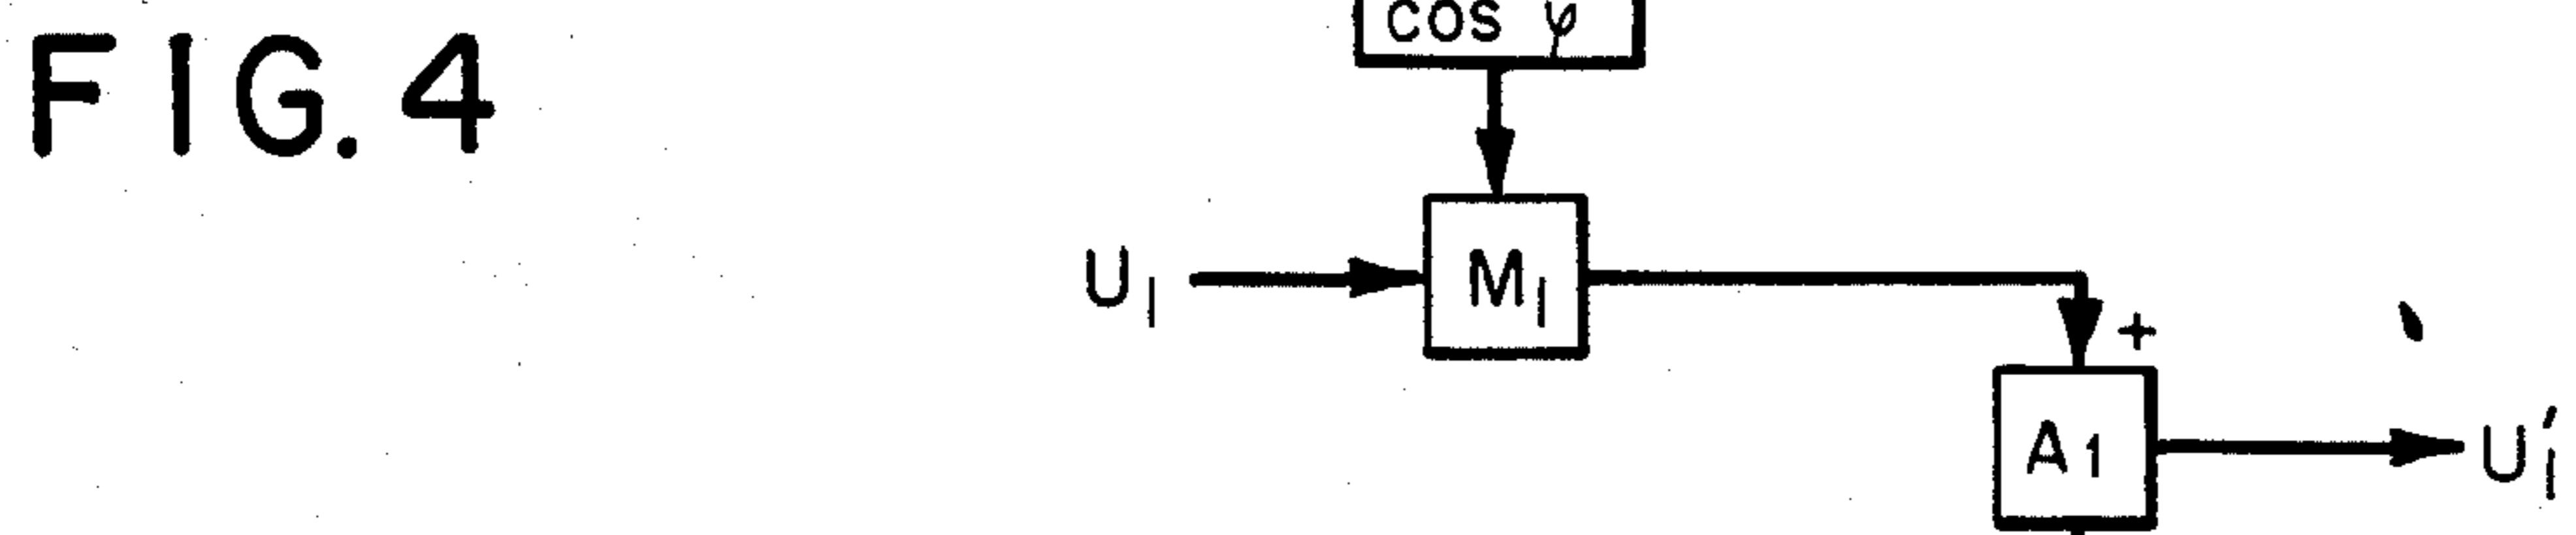 FIG. 4
cos φ
U₁
M₁
+
A1
U₁′